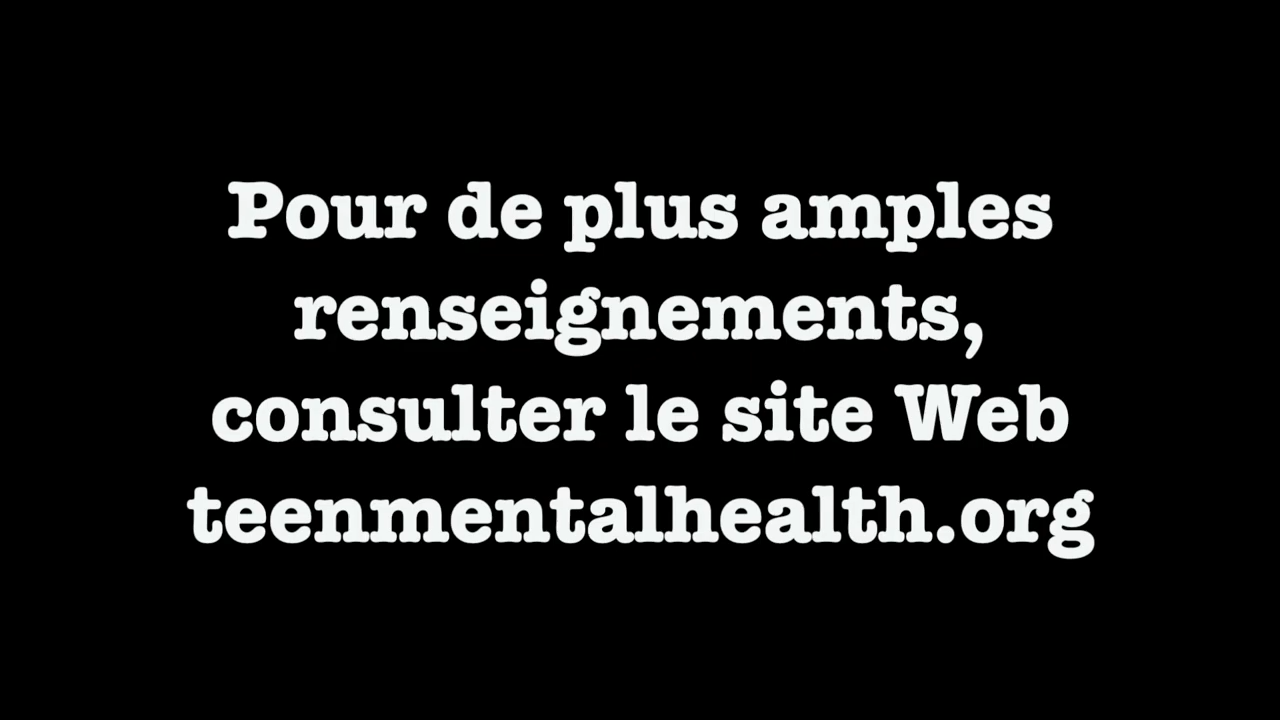 Pour de plus amples
renseignements,
consulter le site Web
teenmentalhealth.org